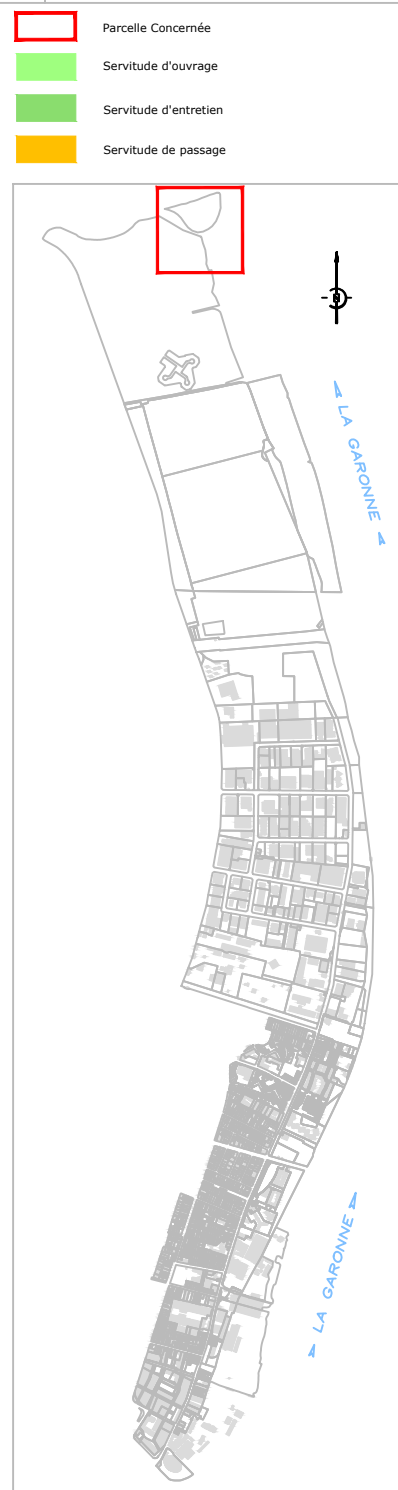 Parcelle Concernée
Servitude d'ouvrage
Servitude d'entretien
Servitude de passage
LA GARONNE
LA GARONNE